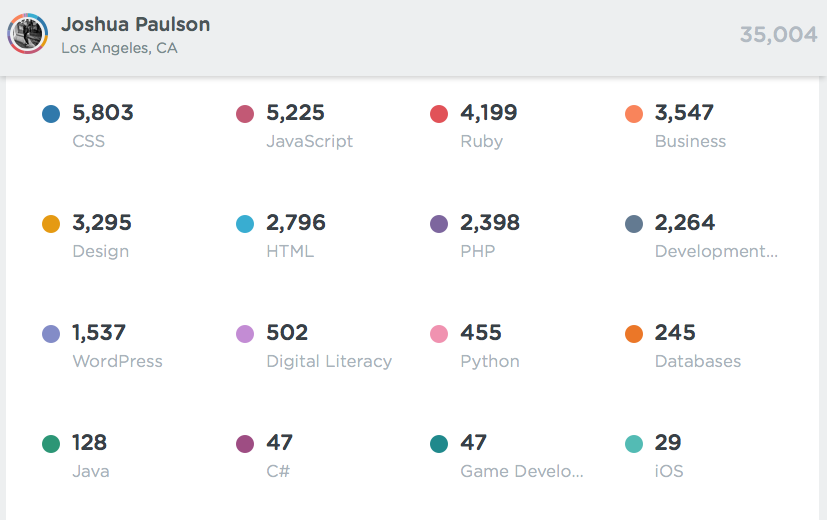 Joshua Paulson
Los Angeles, CA
35,004
5,803
CSS
5,225
JavaScript
4,199
Ruby
3,547
Business
3,295
Design
2,796
HTML
2,398
PHP
2,264
Development...
1,537
WordPress
502
Digital Literacy
455
Python
245
Databases
128
Java
47
C#
47
Game Develo...
29
iOS